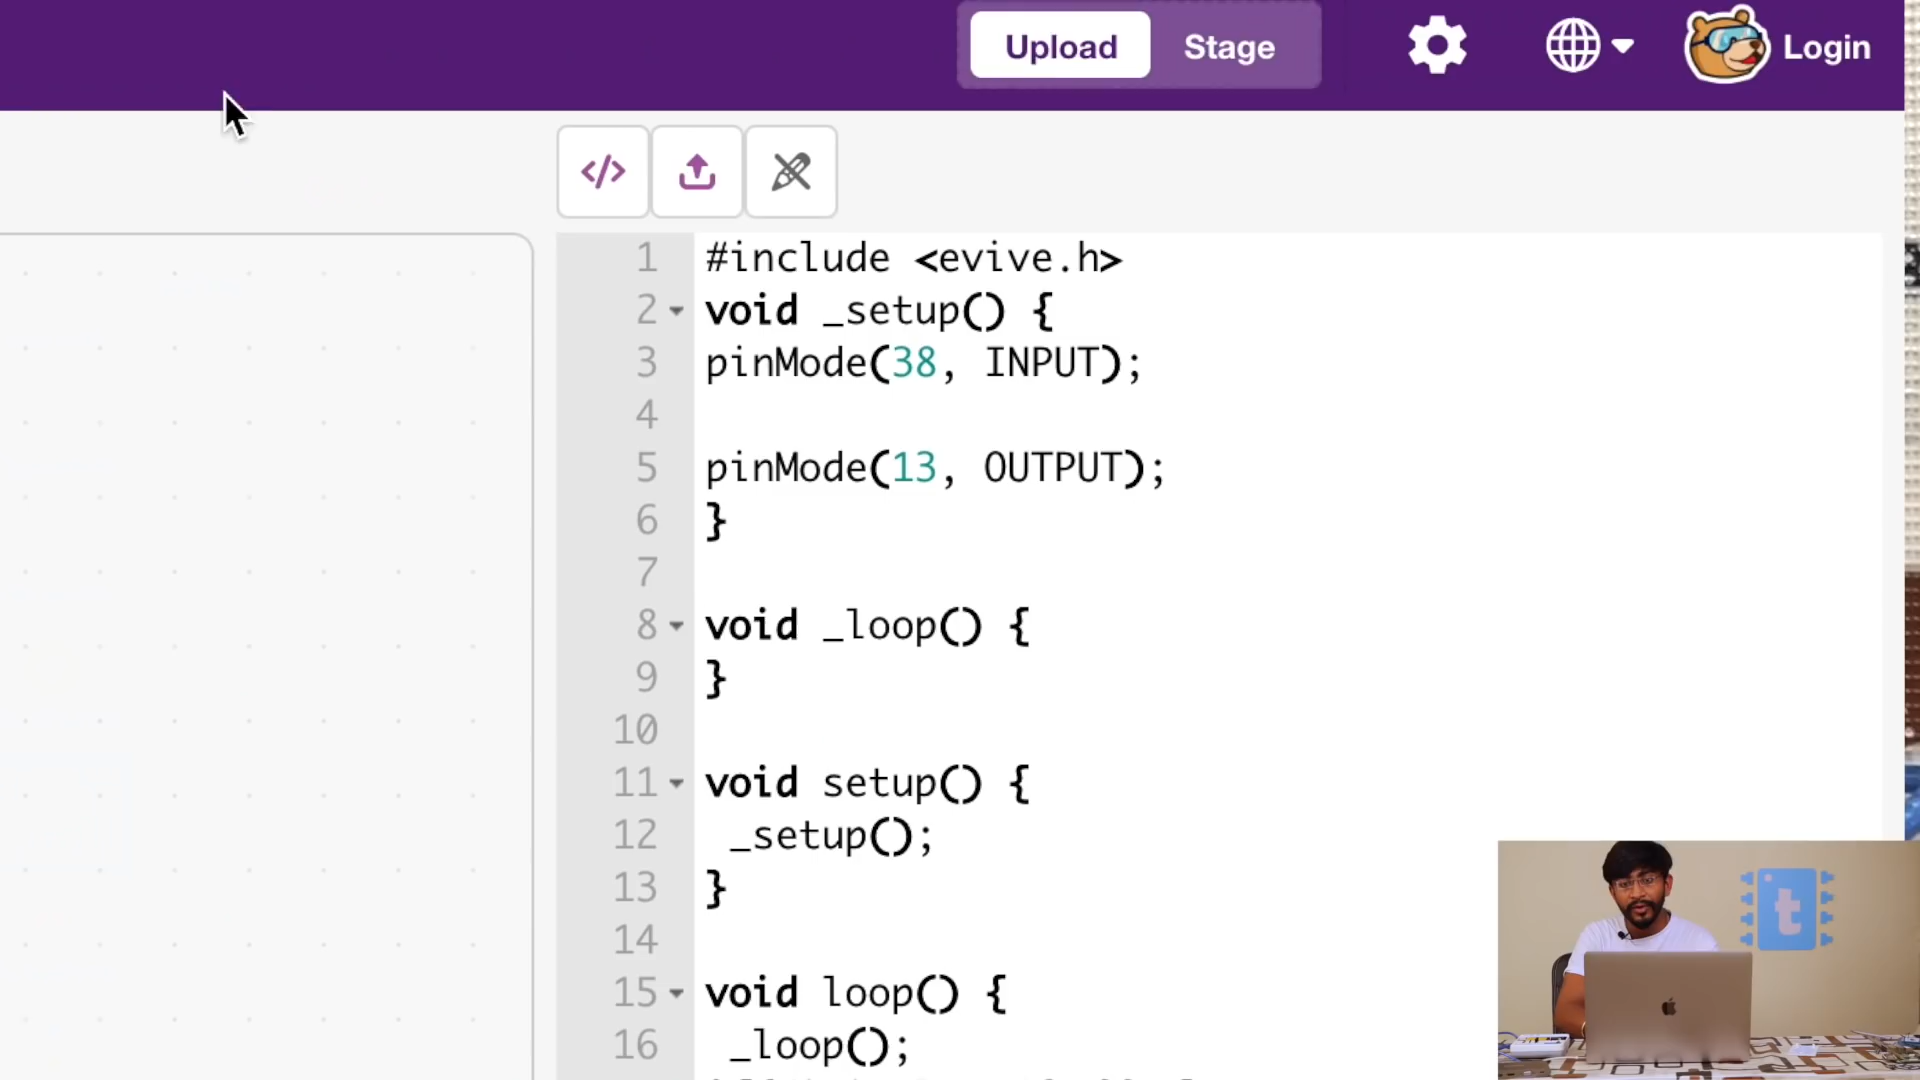 Upload Stage Login
1 #include <evive.h>
2 void _setup() {
3 pinMode(38, INPUT);
4
5 pinMode(13, OUTPUT);
6 }
7
8 void _loop() {
9 }
10
11 void setup() {
12 _setup();
13 }
14
15 void loop() {
16 _loop();
t